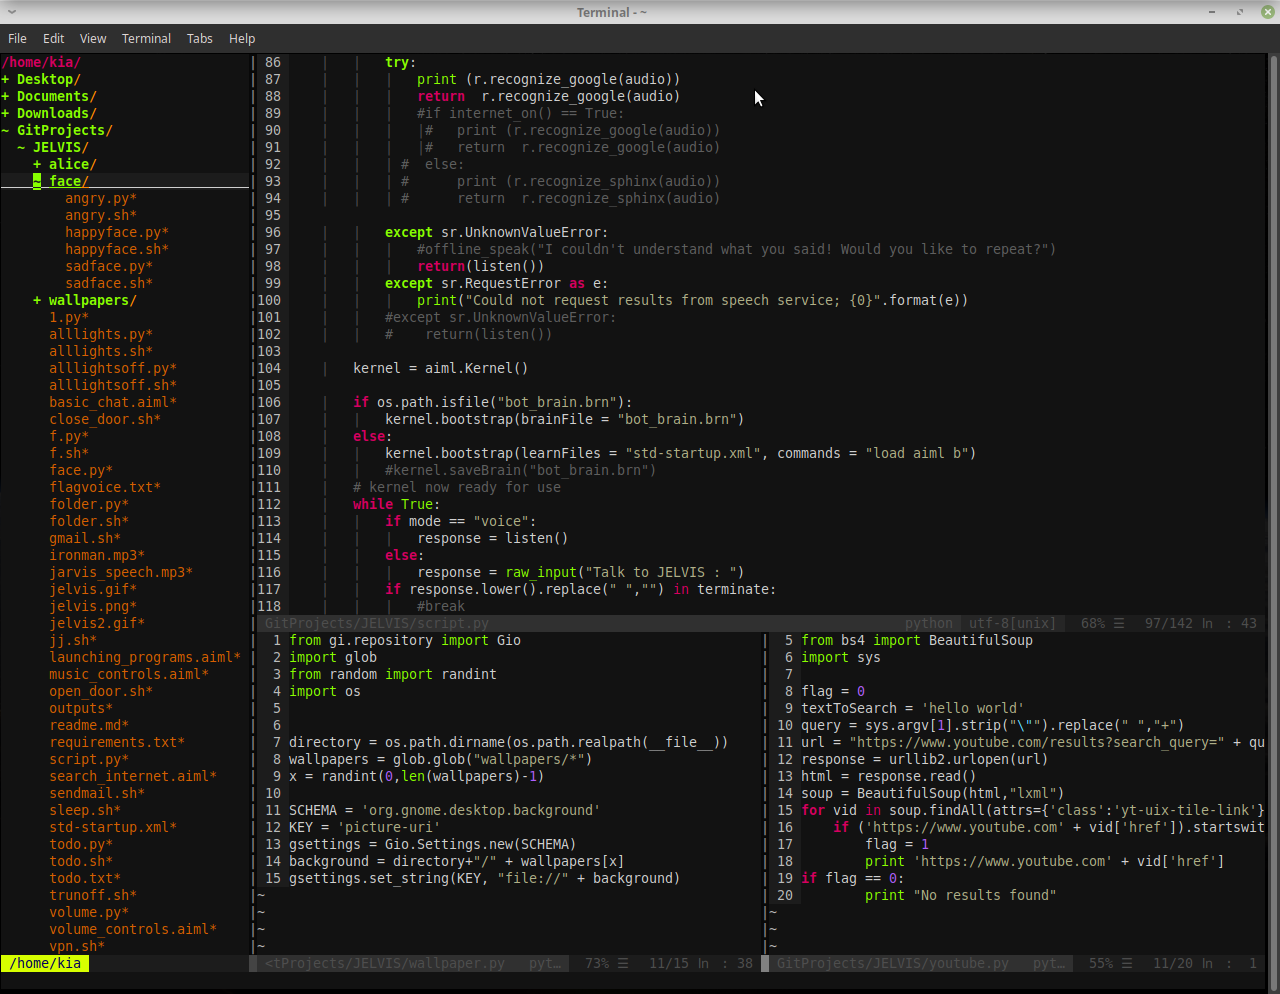 Terminal - ~
File Edit View Terminal Tabs Help
/home/kia/
+ Desktop/
+ Documents/
+ Downloads/
~ GitProjects/
~ JELVIS/
+ alice/
~ face/
angry.py*
angry.sh*
happyface.py*
happyface.sh*
sadface.py*
sadface.sh*
+ wallpapers/
1.py*
alllights.py*
alllights.sh*
alllightsoff.py*
alllightsoff.sh*
basic_chat.aiml*
close_door.sh*
f.py*
f.sh*
face.py*
flagvoice.txt*
folder.py*
folder.sh*
gmail.sh*
ironman.mp3*
jarvis_speech.mp3*
jelvis.gif*
jelvis.png*
jelvis2.gif*
jj.sh*
launching_programs.aiml*
music_controls.aiml*
open_door.sh*
outputs*
readme.md*
requirements.txt*
script.py*
search_internet.aiml*
sendmail.sh*
sleep.sh*
std-startup.xml*
todo.py*
todo.sh*
todo.txt*
trunoff.sh*
volume.py*
volume_controls.aiml*
vpn.sh*
/home/kia
86 try:
87 print (r.recognize_google(audio))
88 return  r.recognize_google(audio)
89 #if internet_on() == True:
90 |#   print (r.recognize_google(audio))
91 |#   return  r.recognize_google(audio)
92 #  else:
93 #      print (r.recognize_sphinx(audio))
94 #      return  r.recognize_sphinx(audio)
95
96 except sr.UnknownValueError:
97 #offline_speak("I couldn't understand what you said! Would you like to repeat?")
98 return(listen())
99 except sr.RequestError as e:
100 print("Could not request results from speech service; {0}".format(e))
101 #except sr.UnknownValueError:
102 #    return(listen())
103
104 kernel = aiml.Kernel()
105
106 if os.path.isfile("bot_brain.brn"):
107 kernel.bootstrap(brainFile = "bot_brain.brn")
108 else:
109 kernel.bootstrap(learnFiles = "std-startup.xml", commands = "load aiml b")
110 #kernel.saveBrain("bot_brain.brn")
111 # kernel now ready for use
112 while True:
113 if mode == "voice":
114 response = listen()
115 else:
116 response = raw_input("Talk to JELVIS : ")
117 if response.lower().replace(" ","") in terminate:
118 #break
GitProjects/JELVIS/script.py python utf-8[unix] 68% ☰ 97/142 ln : 43
1 from gi.repository import Gio
2 import glob
3 from random import randint
4 import os
5
6
7 directory = os.path.dirname(os.path.realpath(__file__))
8 wallpapers = glob.glob("wallpapers/*")
9 x = randint(0,len(wallpapers)-1)
10
11 SCHEMA = 'org.gnome.desktop.background'
12 KEY = 'picture-uri'
13 gsettings = Gio.Settings.new(SCHEMA)
14 background = directory+"/" + wallpapers[x]
15 gsettings.set_string(KEY, "file://" + background)
~
~
~
~
<tProjects/JELVIS/wallpaper.py pyt… 73% ☰ 11/15 ln : 38
5 from bs4 import BeautifulSoup
6 import sys
7
8 flag = 0
9 textToSearch = 'hello world'
10 query = sys.argv[1].strip("\"").replace(" ","+")
11 url = "https://www.youtube.com/results?search_query=" + qu
12 response = urllib2.urlopen(url)
13 html = response.read()
14 soup = BeautifulSoup(html,"lxml")
15 for vid in soup.findAll(attrs={'class':'yt-uix-tile-link'}
16 if ('https://www.youtube.com' + vid['href']).startswit
17 flag = 1
18 print 'https://www.youtube.com' + vid['href']
19 if flag == 0:
20 print "No results found"
~
~
~
GitProjects/JELVIS/youtube.py pyt… 55% ☰ 11/20 ln : 1